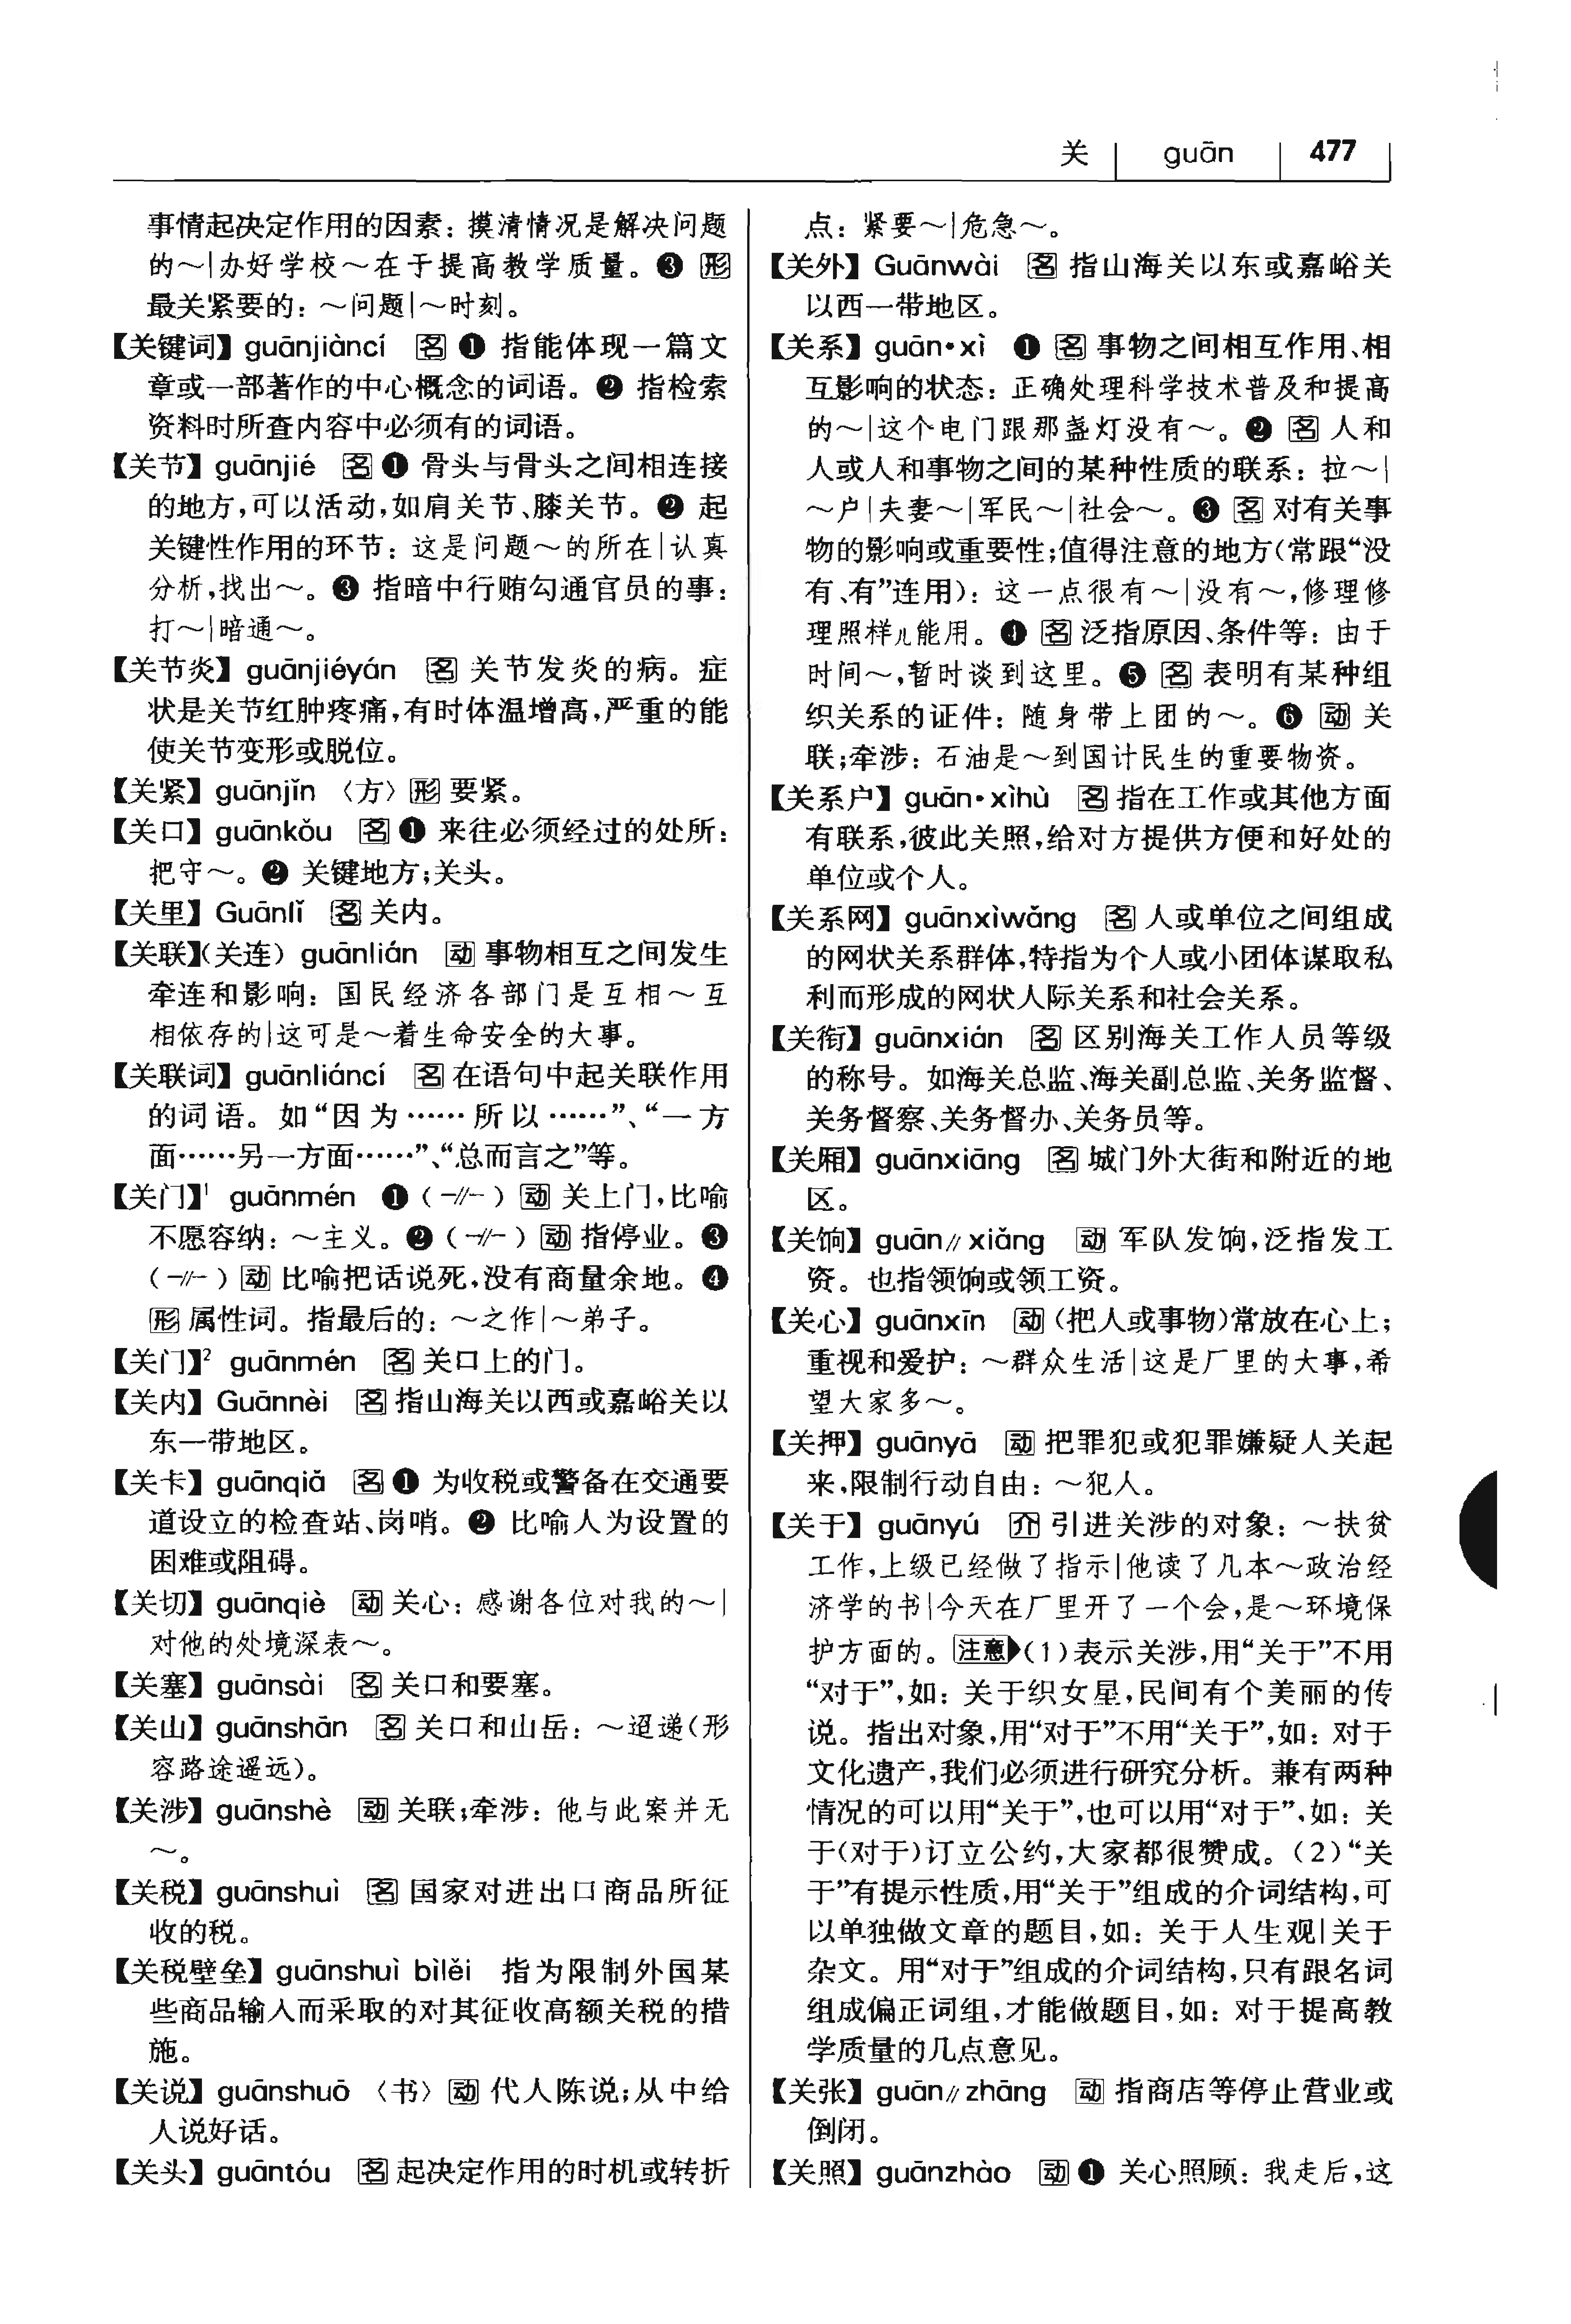 关 guān 477
事情起决定作用的因素：摸清情况是解决问题
的～|办好学校～在于提高教学质量。❸ 形
最关紧要的：～问题|～时刻。
【关键词】guānjiàncí 名 ❶ 指能体现一篇文
章或一部著作的中心概念的词语。❷ 指检索
资料时所查内容中必须有的词语。
【关节】guānjié 名 ❶ 骨头与骨头之间相连接
的地方，可以活动，如肩关节、膝关节。❷ 起
关键性作用的环节：这是问题～的所在|认真
分析，找出～。❸ 指暗中行贿勾通官员的事：
打～|暗通～。
【关节炎】guānjiéyán 名 关节发炎的病。症
状是关节红肿疼痛，有时体温增高，严重的能
使关节变形或脱位。
【关紧】guānjǐn 〈方〉形 要紧。
【关口】guānkǒu 名 ❶ 来往必须经过的处所：
把守～。❷ 关键地方；关头。
【关里】Guānlǐ 名 关内。
【关联】（关连）guānlián 动 事物相互之间发生
牵连和影响：国民经济各部门是互相～互
相依存的|这可是～着生命安全的大事。
【关联词】guānliáncí 名 在语句中起关联作用
的词语。如“因为……所以……”、“一方
面……另一方面……”、“总而言之”等。
【关门】¹ guānmén ❶（-//-）动 关上门，比喻
不愿容纳：～主义。❷（-//-）动 指停业。❸
（-//-）动 比喻把话说死，没有商量余地。❹
形 属性词。指最后的：～之作|～弟子。
【关门】² guānmén 名 关口上的门。
【关内】Guānnèi 名 指山海关以西或嘉峪关以
东一带地区。
【关卡】guānqiǎ 名 ❶ 为收税或警备在交通要
道设立的检查站、岗哨。❷ 比喻人为设置的
困难或阻碍。
【关切】guānqiè 动 关心：感谢各位对我的～|
对他的处境深表～。
【关塞】guānsài 名 关口和要塞。
【关山】guānshān 名 关口和山岳：～迢递（形
容路途遥远）。
【关涉】guānshè 动 关联；牵涉：他与此案并无
～。
【关税】guānshuì 名 国家对进出口商品所征
收的税。
【关税壁垒】guānshuì bìlěi 指为限制外国某
些商品输入而采取的对其征收高额关税的措
施。
【关说】guānshuō 〈书〉动 代人陈说；从中给
人说好话。
【关头】guāntóu 名 起决定作用的时机或转折
点：紧要～|危急～。
【关外】Guānwài 名 指山海关以东或嘉峪关
以西一带地区。
【关系】guān•xì ❶ 名 事物之间相互作用、相
互影响的状态：正确处理科学技术普及和提高
的～|这个电门跟那盏灯没有～。❷ 名 人和
人或人和事物之间的某种性质的联系：拉～|
～户|夫妻～|军民～|社会～。❸ 名 对有关事
物的影响或重要性；值得注意的地方（常跟“没
有、有”连用）：这一点很有～|没有～，修理修
理照样儿能用。❹ 名 泛指原因、条件等：由于
时间～，暂时谈到这里。❺ 名 表明有某种组
织关系的证件：随身带上团的～。❻ 动 关
联；牵涉：石油是～到国计民生的重要物资。
【关系户】guān•xìhù 名 指在工作或其他方面
有联系，彼此关照，给对方提供方便和好处的
单位或个人。
【关系网】guānxìwǎng 名 人或单位之间组成
的网状关系群体，特指为个人或小团体谋取私
利而形成的网状人际关系和社会关系。
【关衔】guānxián 名 区别海关工作人员等级
的称号。如海关总监、海关副总监、关务监督、
关务督察、关务督办、关务员等。
【关厢】guānxiāng 名 城门外大街和附近的地
区。
【关饷】guān//xiǎng 动 军队发饷，泛指发工
资。也指领饷或领工资。
【关心】guānxīn 动（把人或事物）常放在心上；
重视和爱护：～群众生活|这是厂里的大事，希
望大家多～。
【关押】guānyā 动 把罪犯或犯罪嫌疑人关起
来，限制行动自由：～犯人。
【关于】guānyú 介 引进关涉的对象：～扶贫
工作，上级已经做了指示|他读了几本～政治经
济学的书|今天在厂里开了一个会，是～环境保
护方面的。注意▶（1）表示关涉，用“关于”不用
“对于”，如：关于织女星，民间有个美丽的传
说。指出对象，用“对于”不用“关于”，如：对于
文化遗产，我们必须进行研究分析。兼有两种
情况的可以用“关于”，也可以用“对于”，如：关
于（对于）订立公约，大家都很赞成。（2）“关
于”有提示性质，用“关于”组成的介词结构，可
以单独做文章的题目，如：关于人生观|关于
杂文。用“对于”组成的介词结构，只有跟名词
组成偏正词组，才能做题目，如：对于提高教
学质量的几点意见。
【关张】guān//zhāng 动 指商店等停止营业或
倒闭。
【关照】guānzhào 动 ❶ 关心照顾：我走后，这